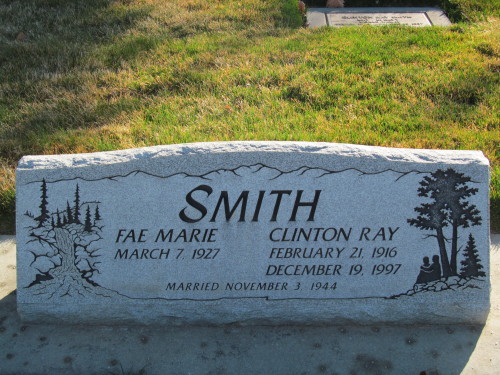 SMITH
FAE MARIE
MARCH 7, 1927
CLINTON RAY
FEBRUARY 21, 1916
DECEMBER 19, 1997
MARRIED NOVEMBER 3, 1944